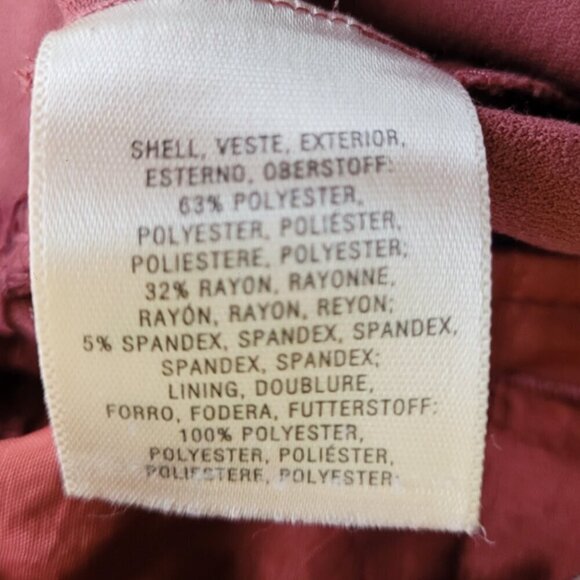 SHELL, VESTE, EXTERIOR,
ESTERNO, OBERSTOFF:
63% POLYESTER,
POLYESTER, POLIÉSTER,
POLIESTERE, POLYESTER;
32% RAYON, RAYONNE,
RAYÓN, RAYON, REYON;
5% SPANDEX, SPANDEX, SPANDEX,
SPANDEX, SPANDEX;
LINING, DOUBLURE,
FORRO, FODERA, FUTTERSTOFF:
100% POLYESTER,
POLYESTER, POLIÉSTER,
POLIESTERE, POLYESTER;